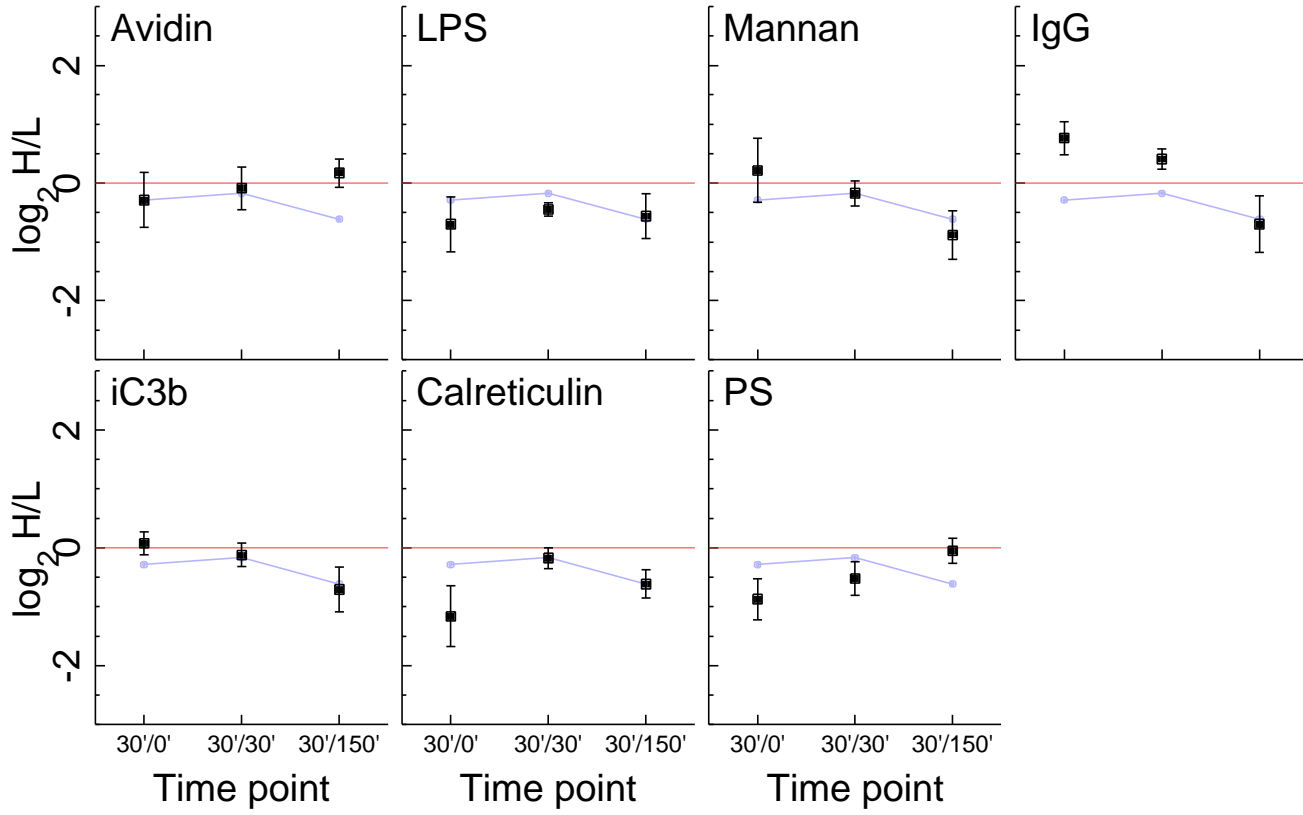 Avidin LPS Mannan IgG
2
0
-2
log2 H/L
iC3b Calreticulin PS
2
0
-2
log2 H/L
30'/0' 30'/30' 30'/150' 30'/0' 30'/30' 30'/150' 30'/0' 30'/30' 30'/150'
Time point Time point Time point